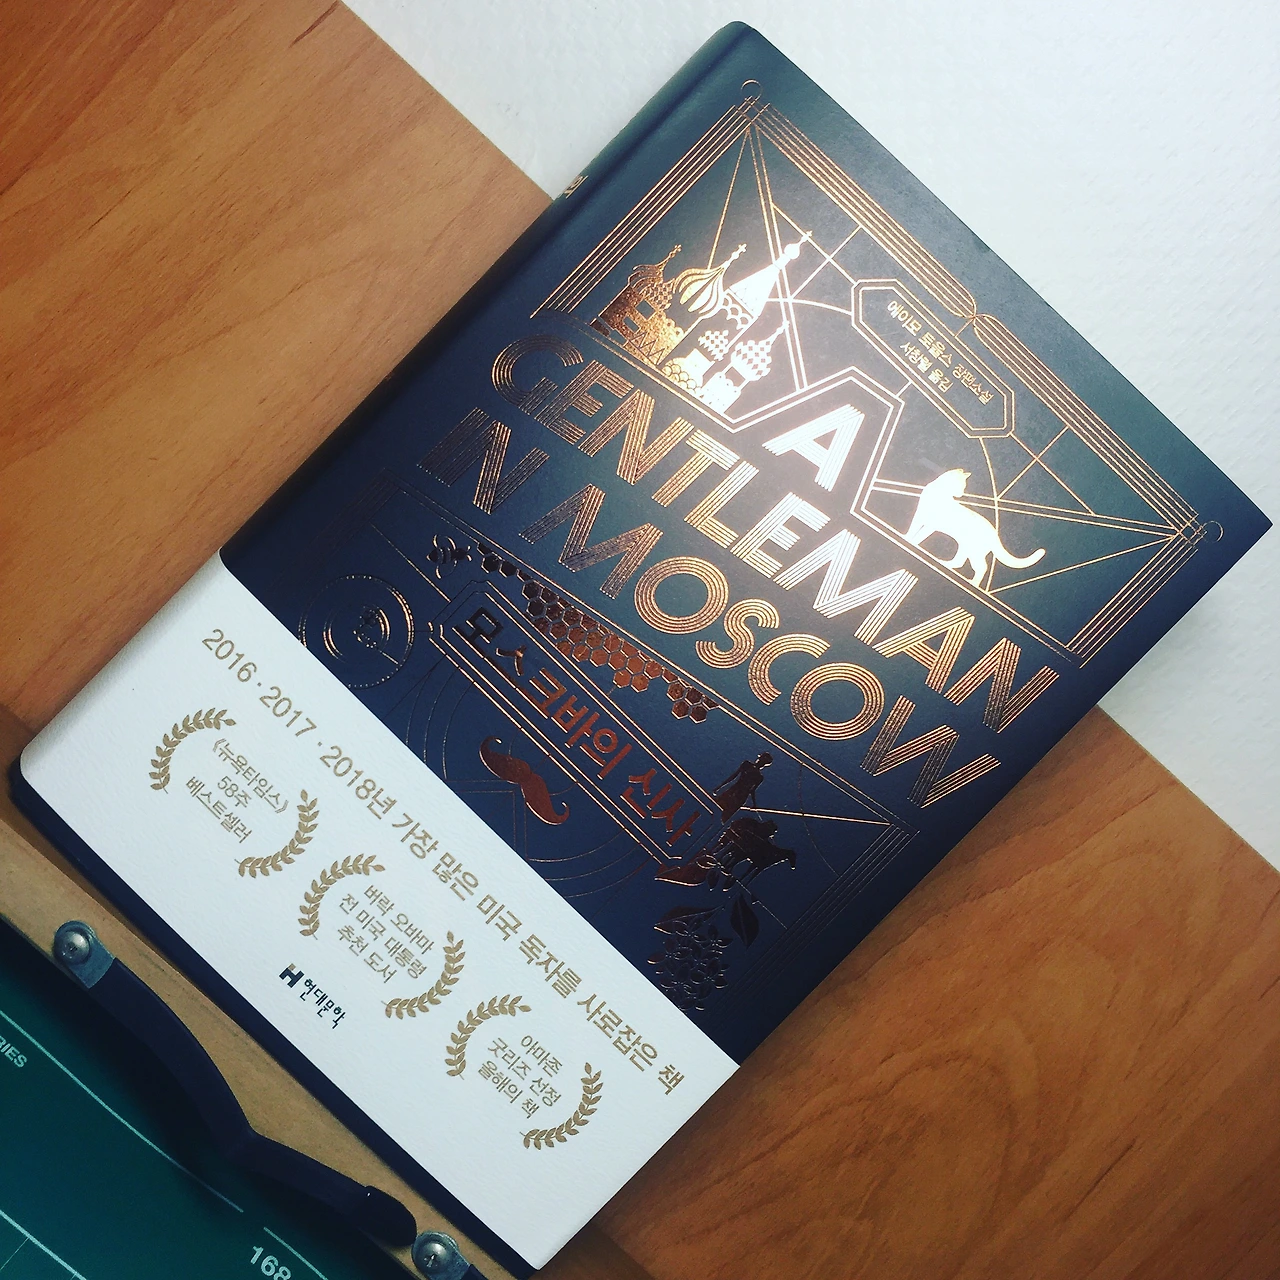 에이모 토울스 장편소설
서창렬 옮김
A
GENTLEMAN
IN MOSCOW
모스크바의 신사
2016·2017·2018년 가장 많은 미국 독자를 사로잡은 책
《뉴욕타임스》
58주
베스트셀러
버락 오바마
전 미국 대통령
추천 도서
아마존
굿리즈 선정
올해의 책
H 현대문학
의
RIES
168